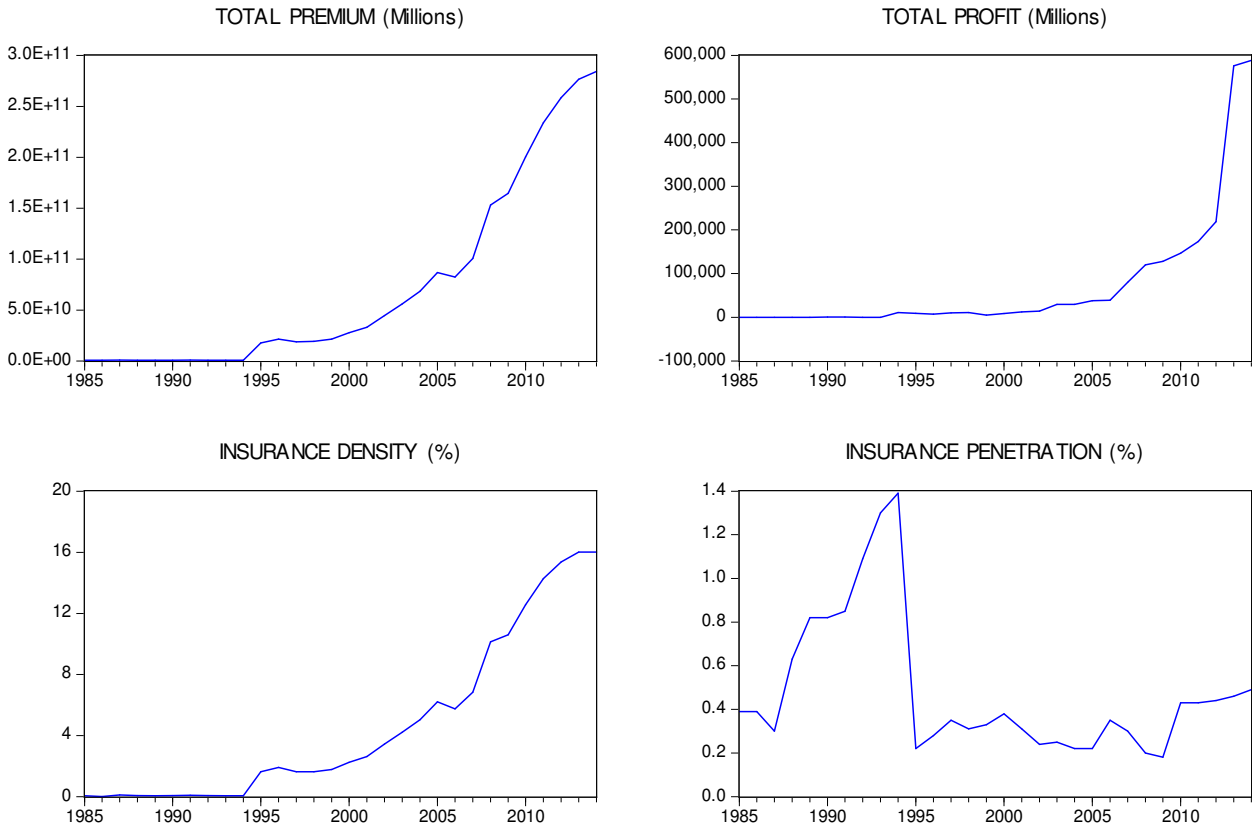 TOTAL PREMIUM (Millions)
3.0E+11
2.5E+11
2.0E+11
1.5E+11
1.0E+11
5.0E+10
0.0E+00
1985 1990 1995 2000 2005 2010
TOTAL PROFIT (Millions)
600,000
500,000
400,000
300,000
200,000
100,000
0
-100,000
1985 1990 1995 2000 2005 2010
INSURANCE DENSITY (%)
20
16
12
8
4
0
1985 1990 1995 2000 2005 2010
INSURANCE PENETRATION (%)
1.4
1.2
1.0
0.8
0.6
0.4
0.2
0.0
1985 1990 1995 2000 2005 2010